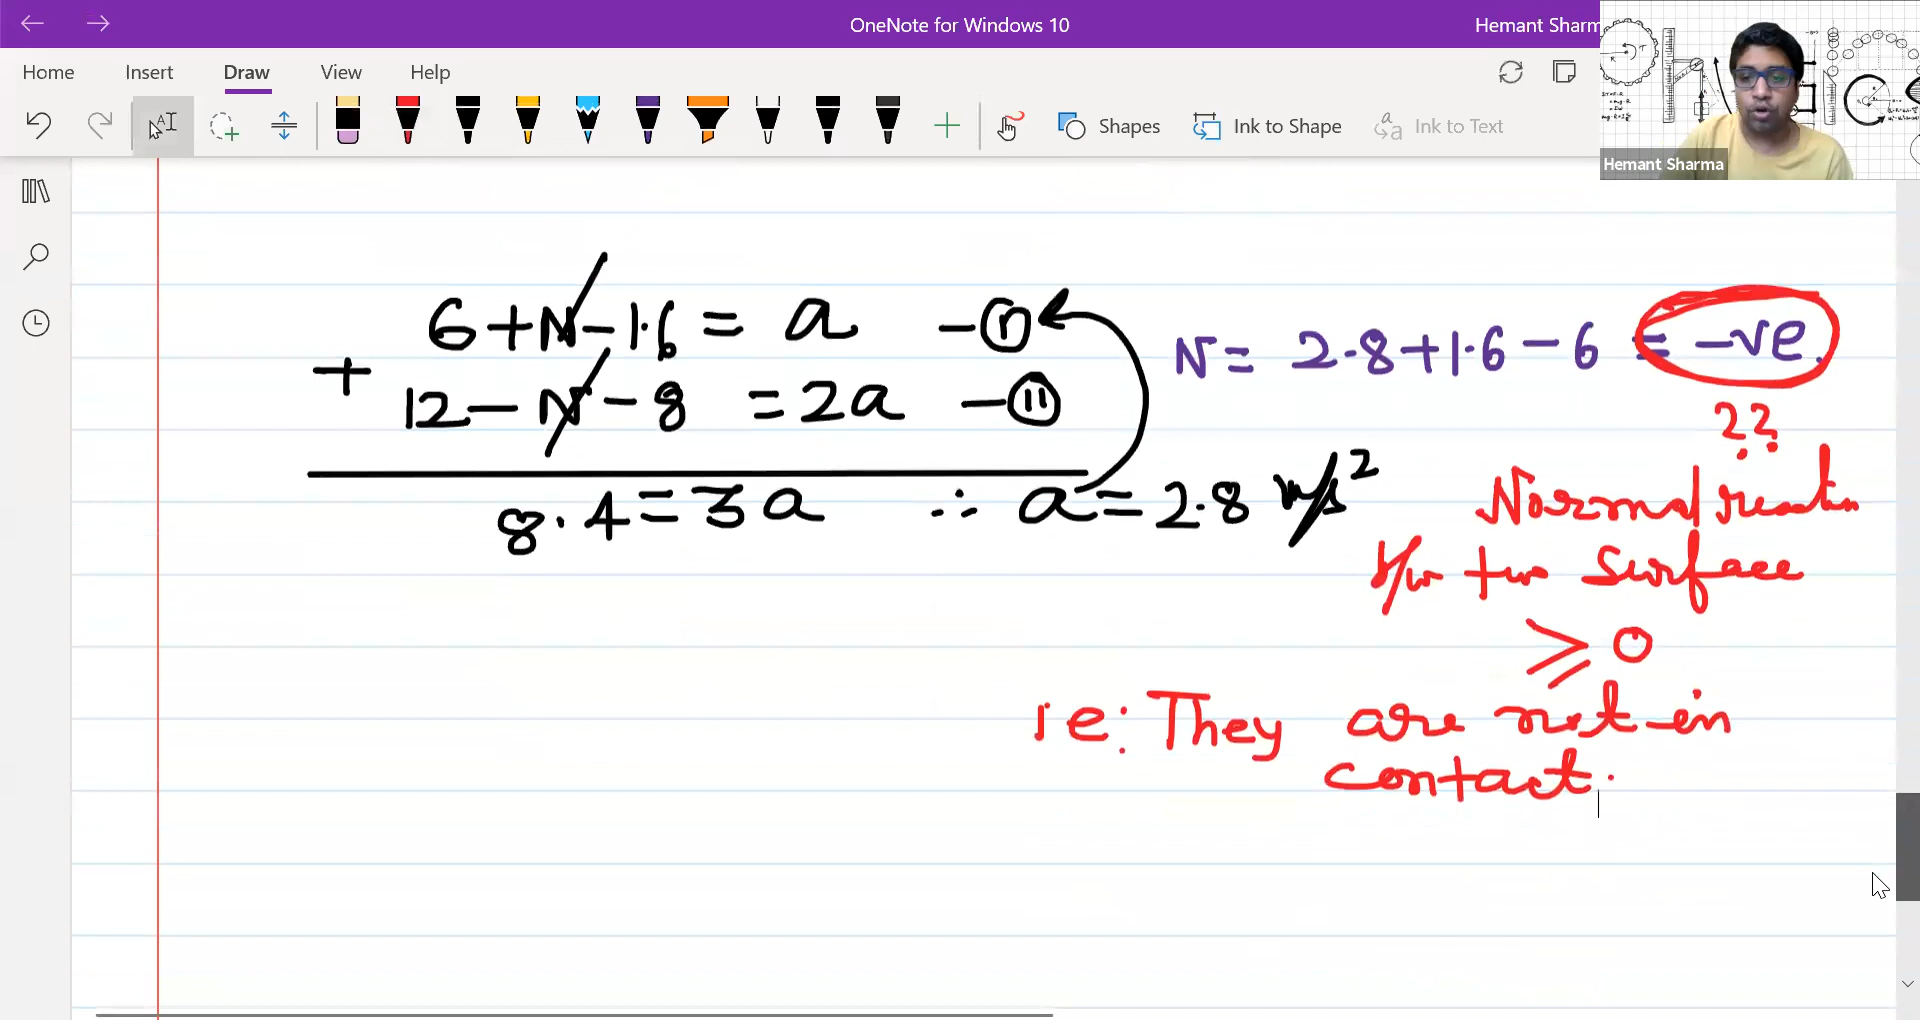 OneNote for Windows 10
Hemant Sharm
Home Insert Draw View Help
Shapes Ink to Shape Ink to Text
Hemant Sharma
6+N-1.6 = a -(I)
N = 2.8+1.6-6 = -ve.
+
12-N-8 = 2a -(II)
??
8.4 = 3a ∴ a = 2.8 m/s²
Normal reaction
b/w two surface
≥ 0
ie: They are not in
contact.